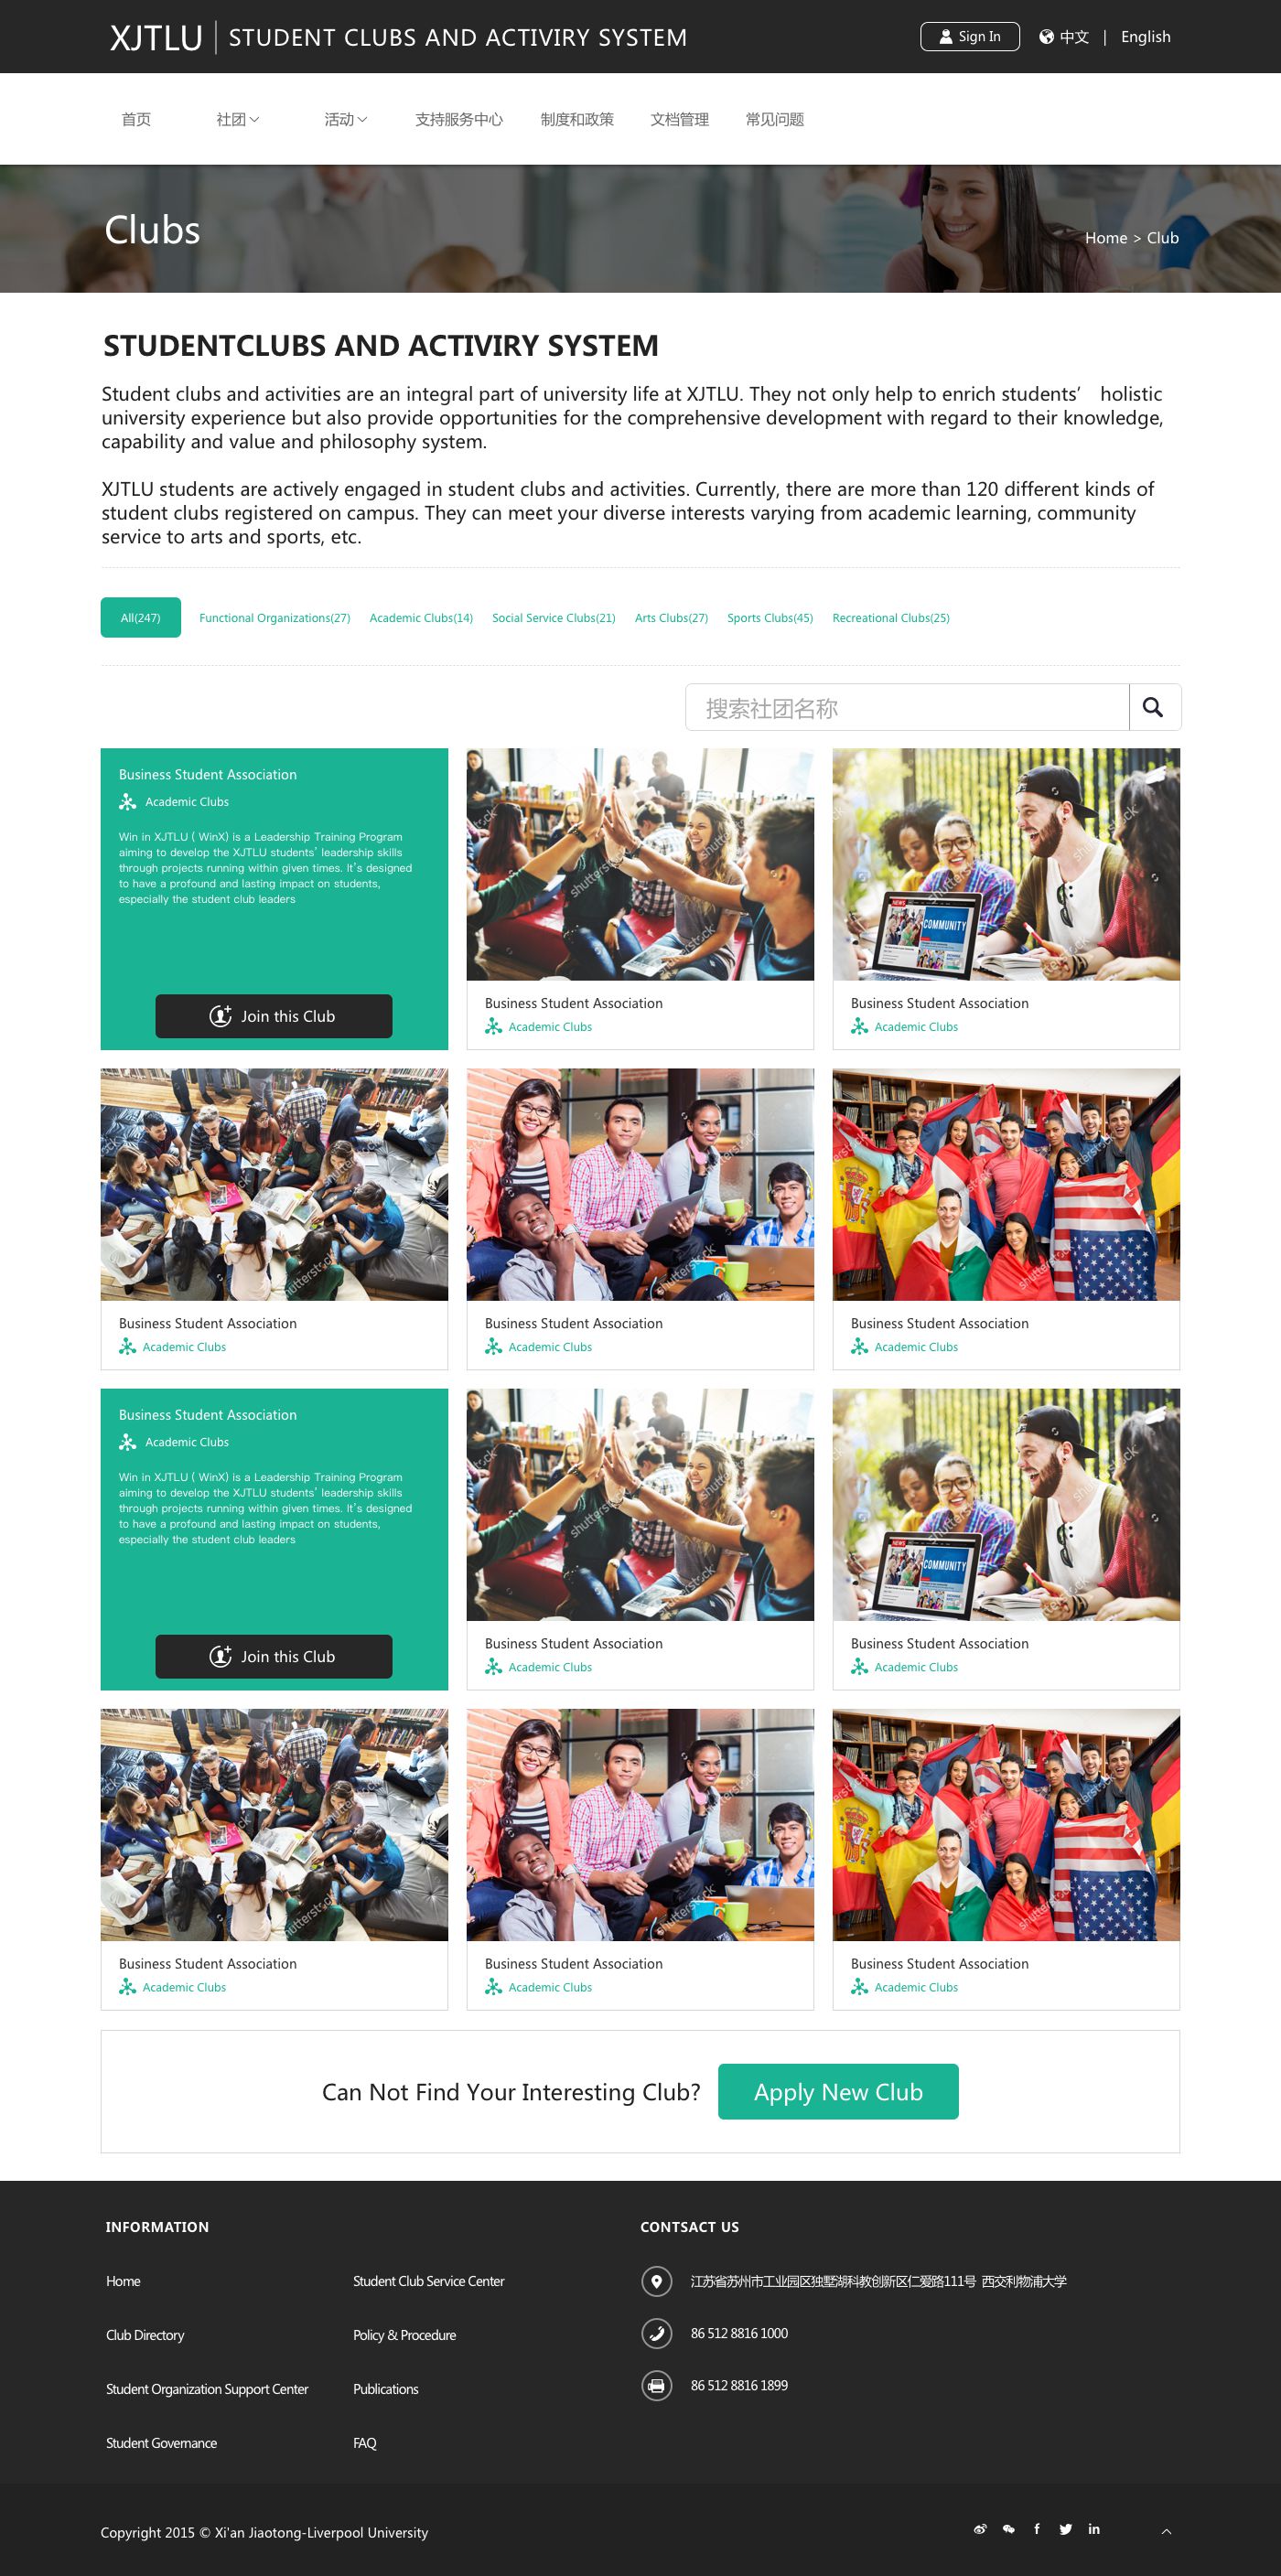 XJTLU | STUDENT CLUBS AND ACTIVIRY SYSTEM
Sign In
中文 | English
首页 社团 活动 支持服务中心 制度和政策 文档管理 常见问题
Clubs
Home > Club
STUDENTCLUBS AND ACTIVIRY SYSTEM
Student clubs and activities are an integral part of university life at XJTLU. They not only help to enrich students’ holistic
university experience but also provide opportunities for the comprehensive development with regard to their knowledge,
capability and value and philosophy system.
XJTLU students are actively engaged in student clubs and activities. Currently, there are more than 120 different kinds of
student clubs registered on campus. They can meet your diverse interests varying from academic learning, community
service to arts and sports, etc.
All(247) Functional Organizations(27) Academic Clubs(14) Social Service Clubs(21) Arts Clubs(27) Sports Clubs(45) Recreational Clubs(25)
搜索社团名称
Business Student Association
Academic Clubs
Win in XJTLU ( WinX) is a Leadership Training Program
aiming to develop the XJTLU students’ leadership skills
through projects running within given times. It’s designed
to have a profound and lasting impact on students,
especially the student club leaders
Join this Club
shutterstock
Business Student Association
Academic Clubs
shutterstock
NEWS
COMMUNITY
Business Student Association
Academic Clubs
shutterstock
Business Student Association
Academic Clubs
shutterstock
Business Student Association
Academic Clubs
shutterstock
Business Student Association
Academic Clubs
Business Student Association
Academic Clubs
Win in XJTLU ( WinX) is a Leadership Training Program
aiming to develop the XJTLU students’ leadership skills
through projects running within given times. It’s designed
to have a profound and lasting impact on students,
especially the student club leaders
Join this Club
shutterstock
Business Student Association
Academic Clubs
shutterstock
NEWS
COMMUNITY
Business Student Association
Academic Clubs
shutterstock
Business Student Association
Academic Clubs
shutterstock
Business Student Association
Academic Clubs
shutterstock
Business Student Association
Academic Clubs
Can Not Find Your Interesting Club? Apply New Club
INFORMATION
Home
Student Club Service Center
Club Directory
Policy & Procedure
Student Organization Support Center
Publications
Student Governance
FAQ
CONTSACT US
江苏省苏州市工业园区独墅湖科教创新区仁爱路111号 西交利物浦大学
86 512 8816 1000
86 512 8816 1899
Copyright 2015 © Xi'an Jiaotong-Liverpool University